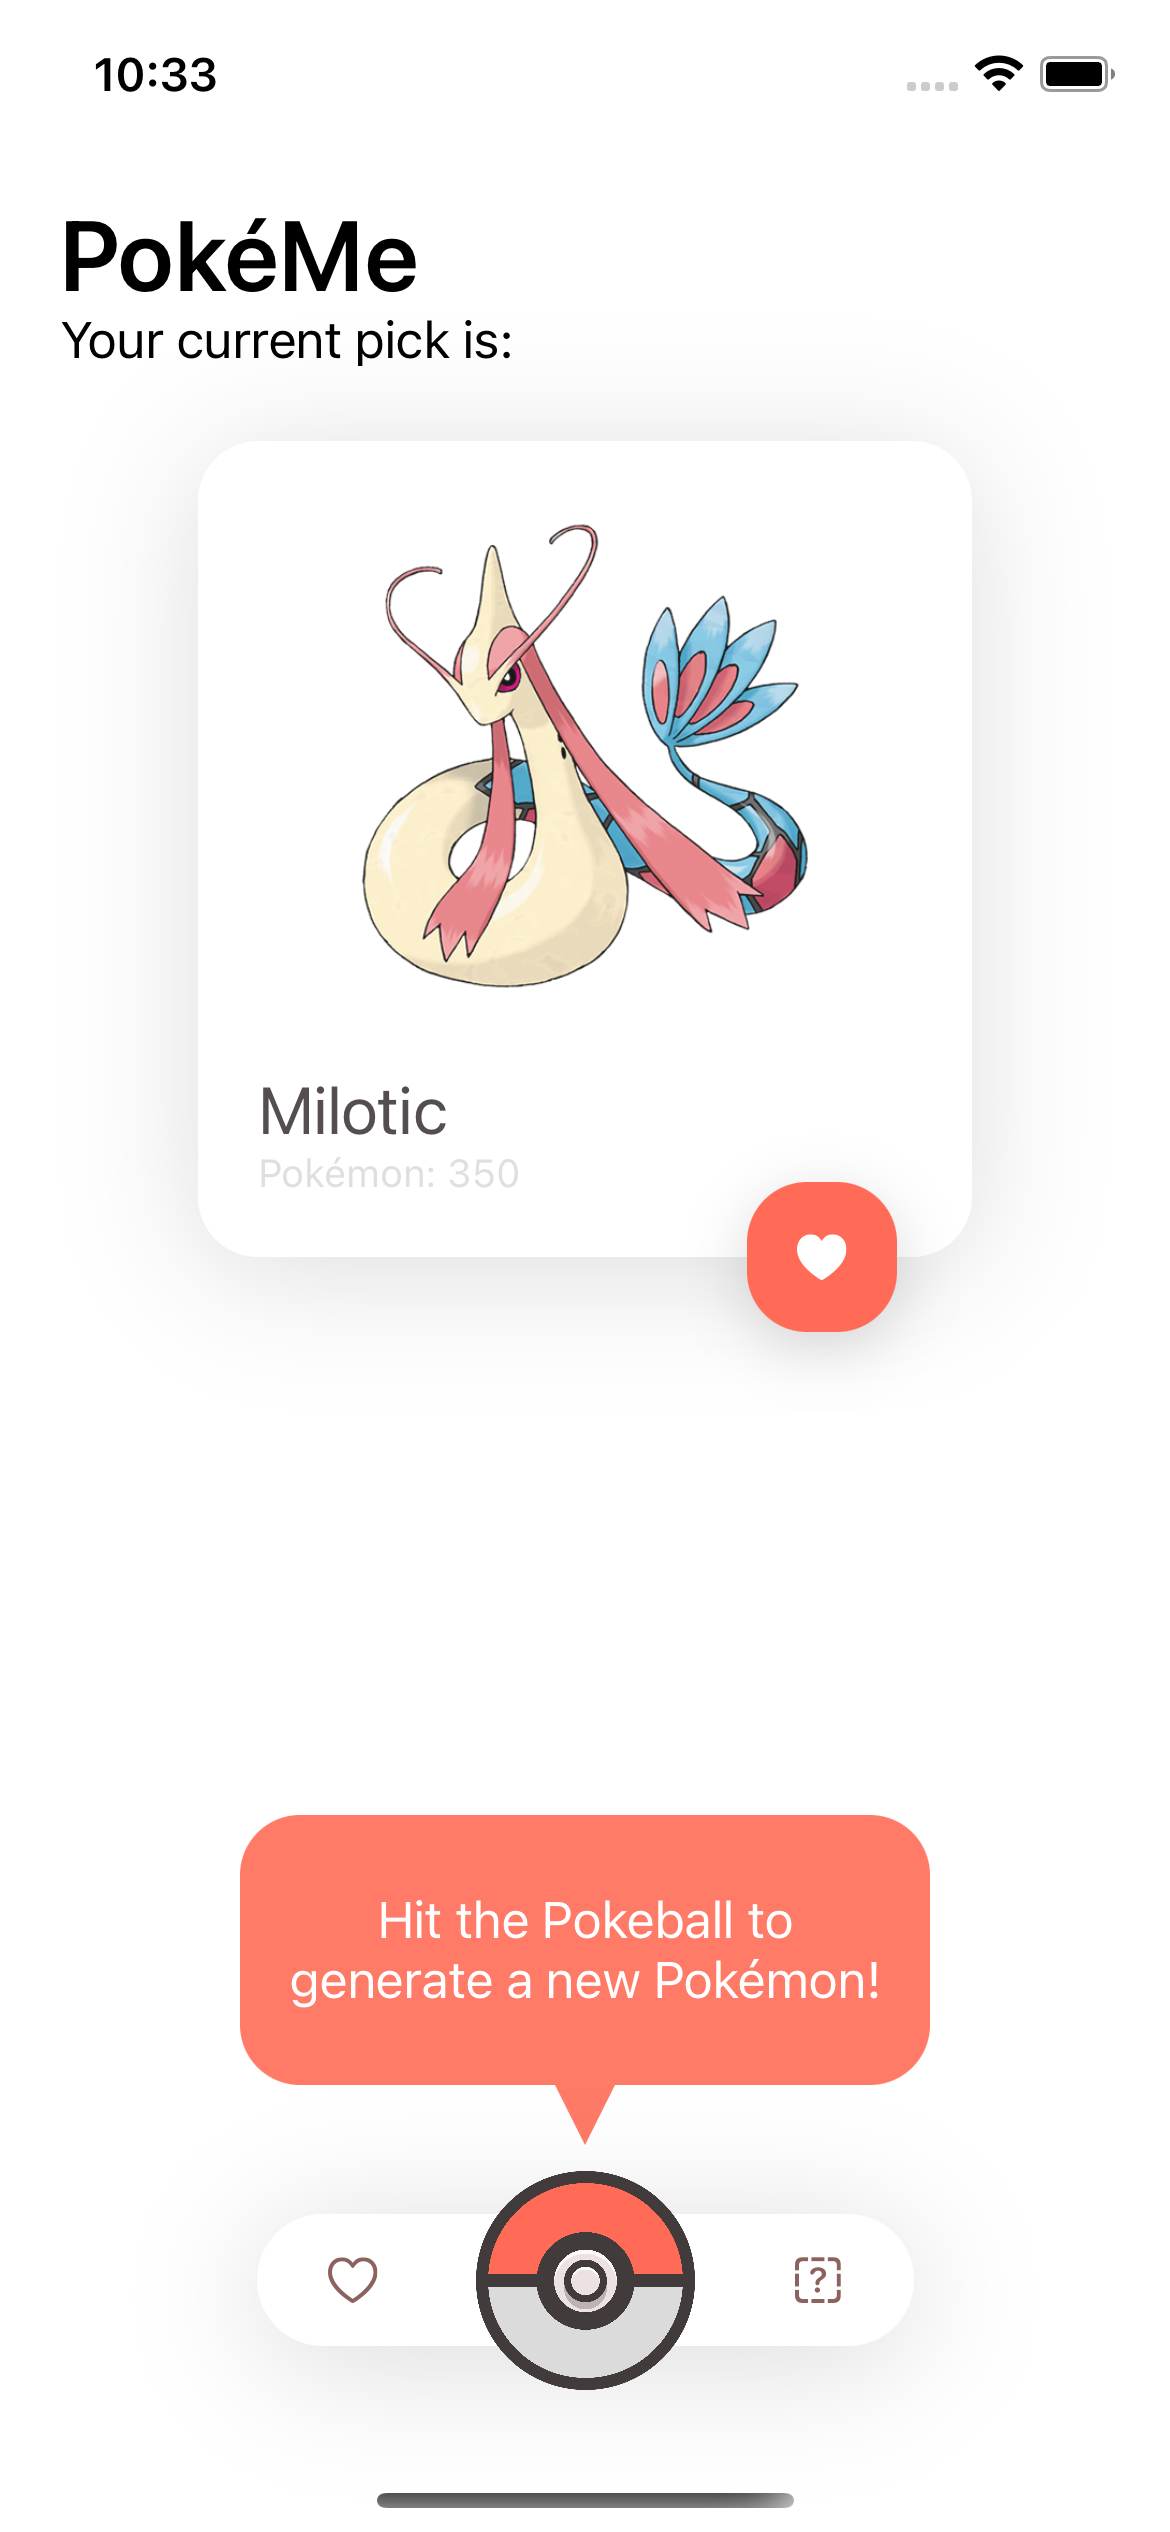 10:33
PokéMe
Your current pick is:
Milotic
Pokémon: 350
Hit the Pokeball to
generate a new Pokémon!
?